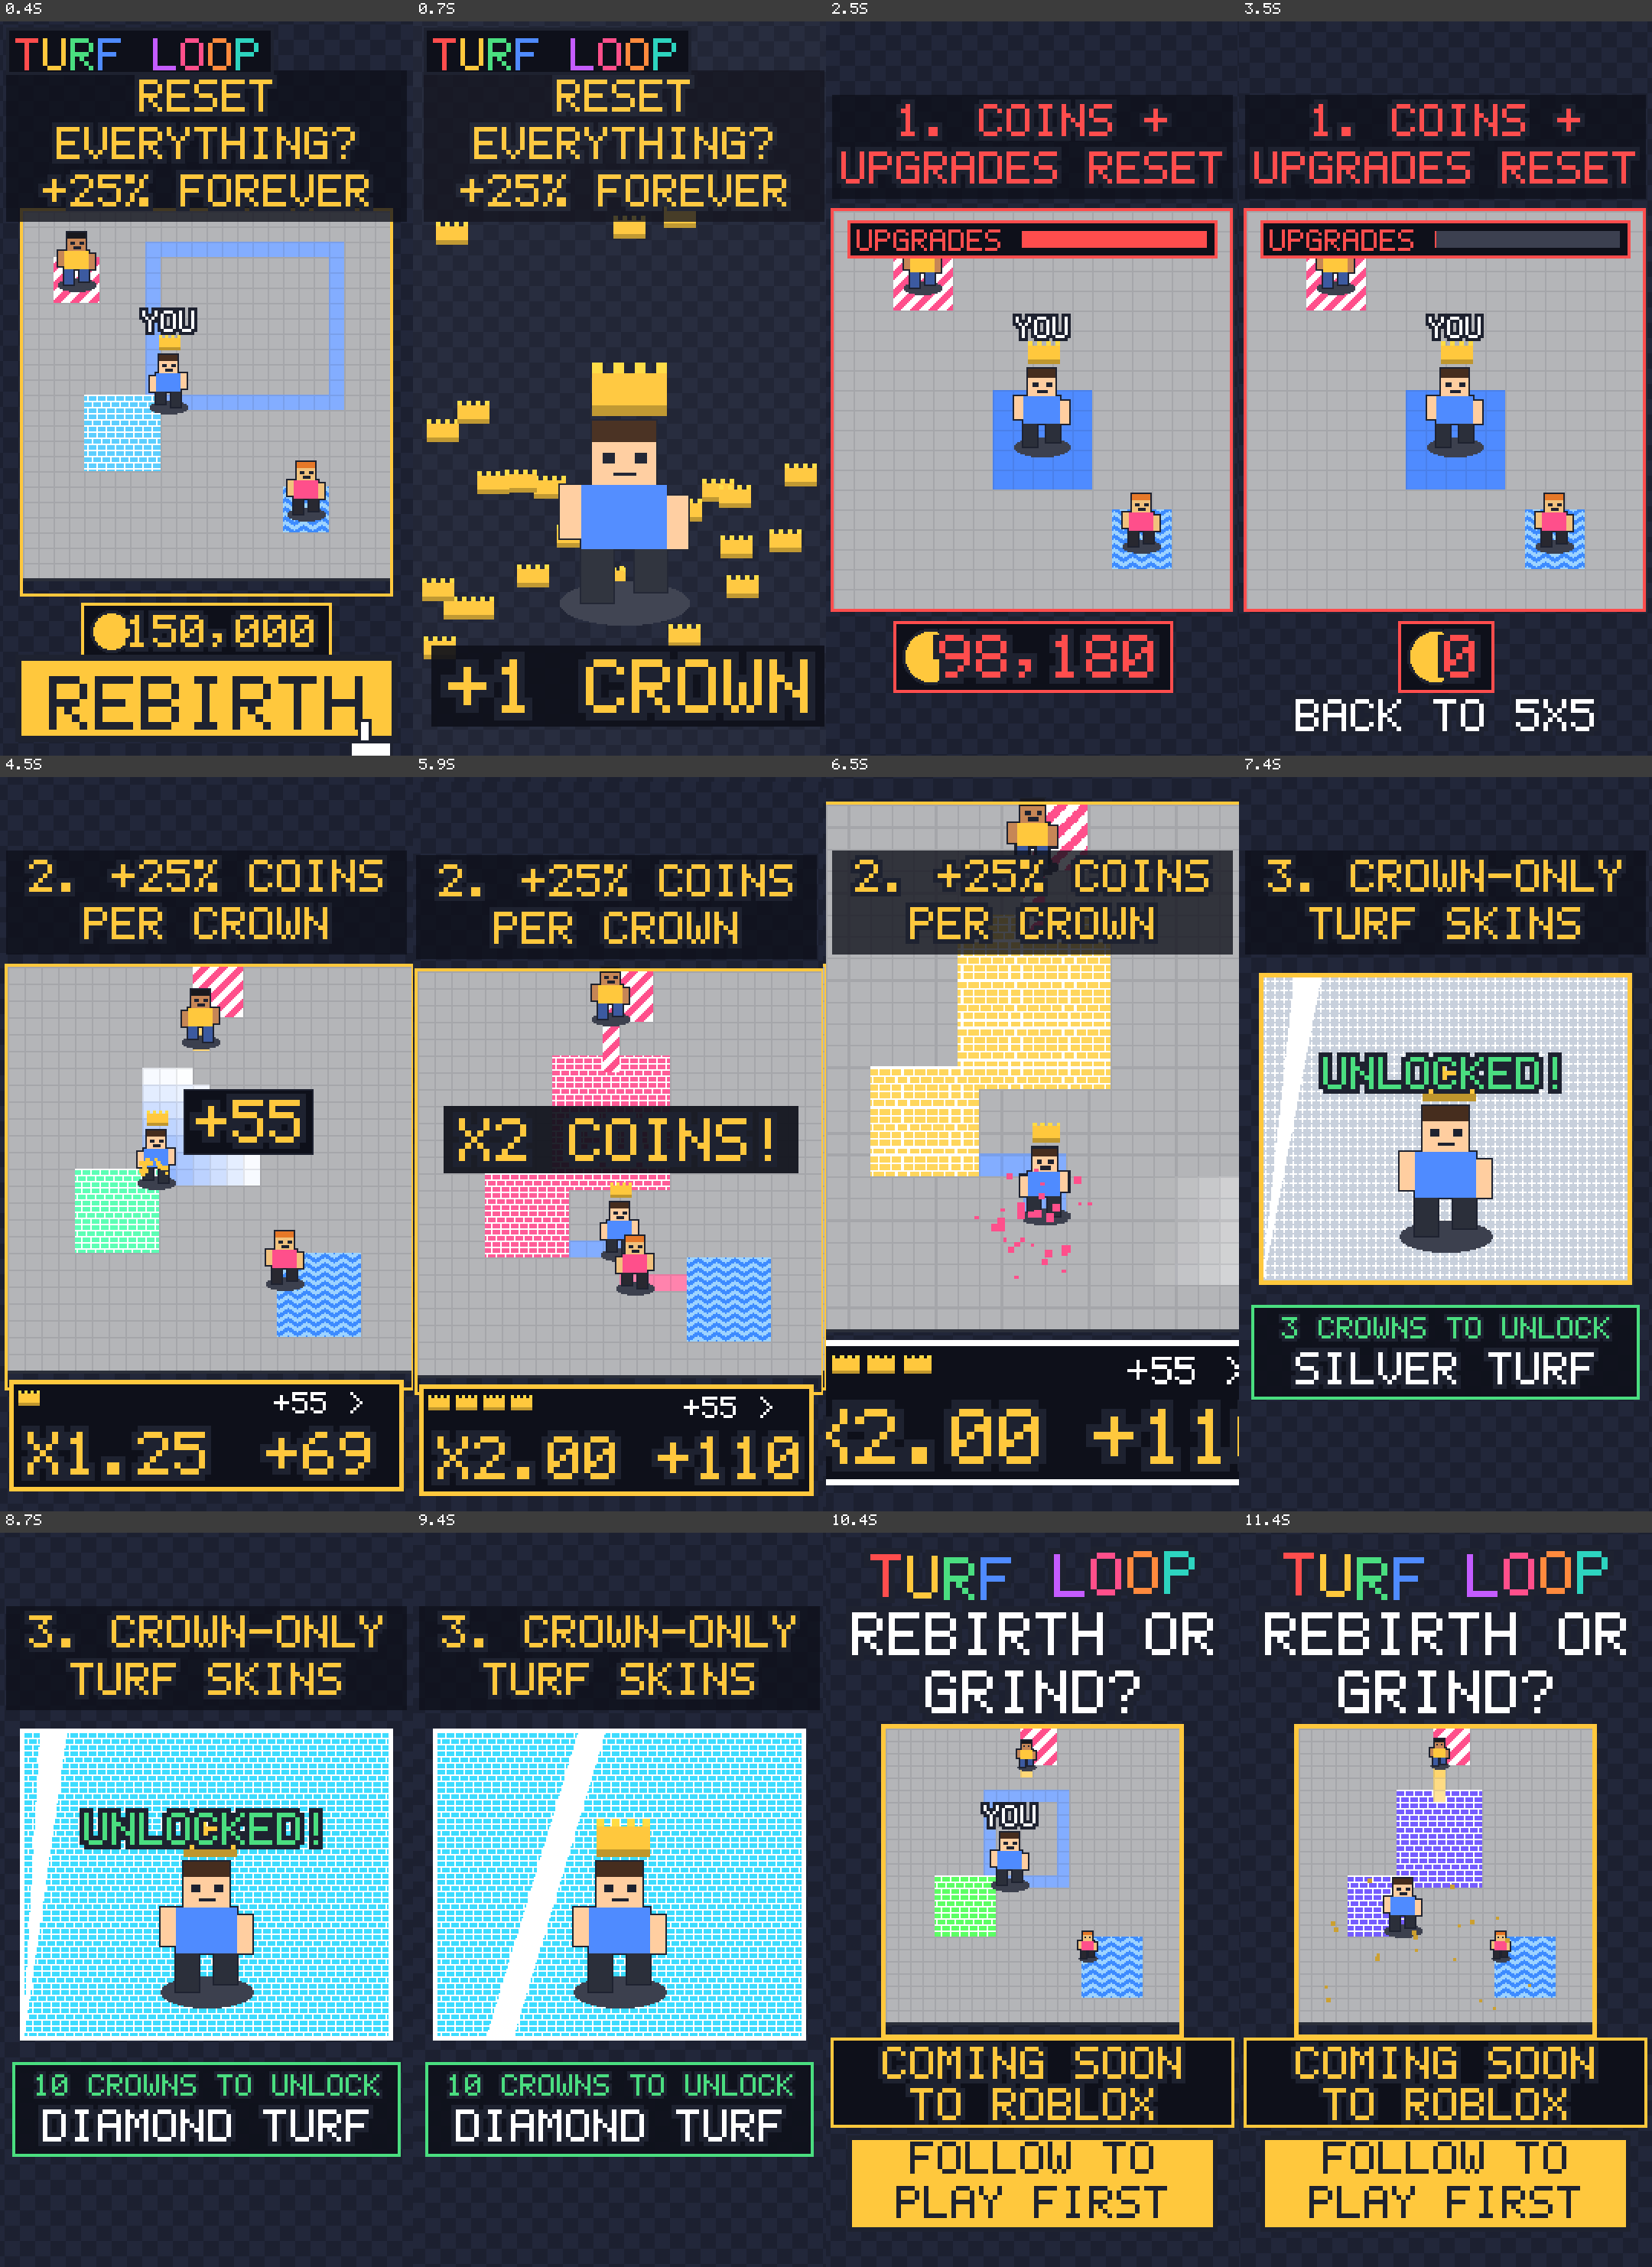 0.4S
TURF LOOP
RESET
EVERYTHING?
+25% FOREVER
YOU
150,000
REBIRTH
0.7S
TURF LOOP
RESET
EVERYTHING?
+25% FOREVER
+1 CROWN
2.5S
1. COINS +
UPGRADES RESET
UPGRADES
YOU
98,180
3.5S
1. COINS +
UPGRADES RESET
UPGRADES
YOU
0
BACK TO 5X5
4.5S
2. +25% COINS
PER CROWN
+55
+55 >
X1.25 +69
5.9S
2. +25% COINS
PER CROWN
X2 COINS!
+55 >
X2.00 +110
6.5S
2. +25% COINS
PER CROWN
+55 >
X2.00 +11
7.4S
3. CROWN-ONLY
TURF SKINS
UNLOCKED!
3 CROWNS TO UNLOCK
SILVER TURF
8.7S
3. CROWN-ONLY
TURF SKINS
UNLOCKED!
10 CROWNS TO UNLOCK
DIAMOND TURF
9.4S
3. CROWN-ONLY
TURF SKINS
10 CROWNS TO UNLOCK
DIAMOND TURF
10.4S
TURF LOOP
REBIRTH OR
GRIND?
YOU
COMING SOON
TO ROBLOX
FOLLOW TO
PLAY FIRST
11.4S
TURF LOOP
REBIRTH OR
GRIND?
COMING SOON
TO ROBLOX
FOLLOW TO
PLAY FIRST